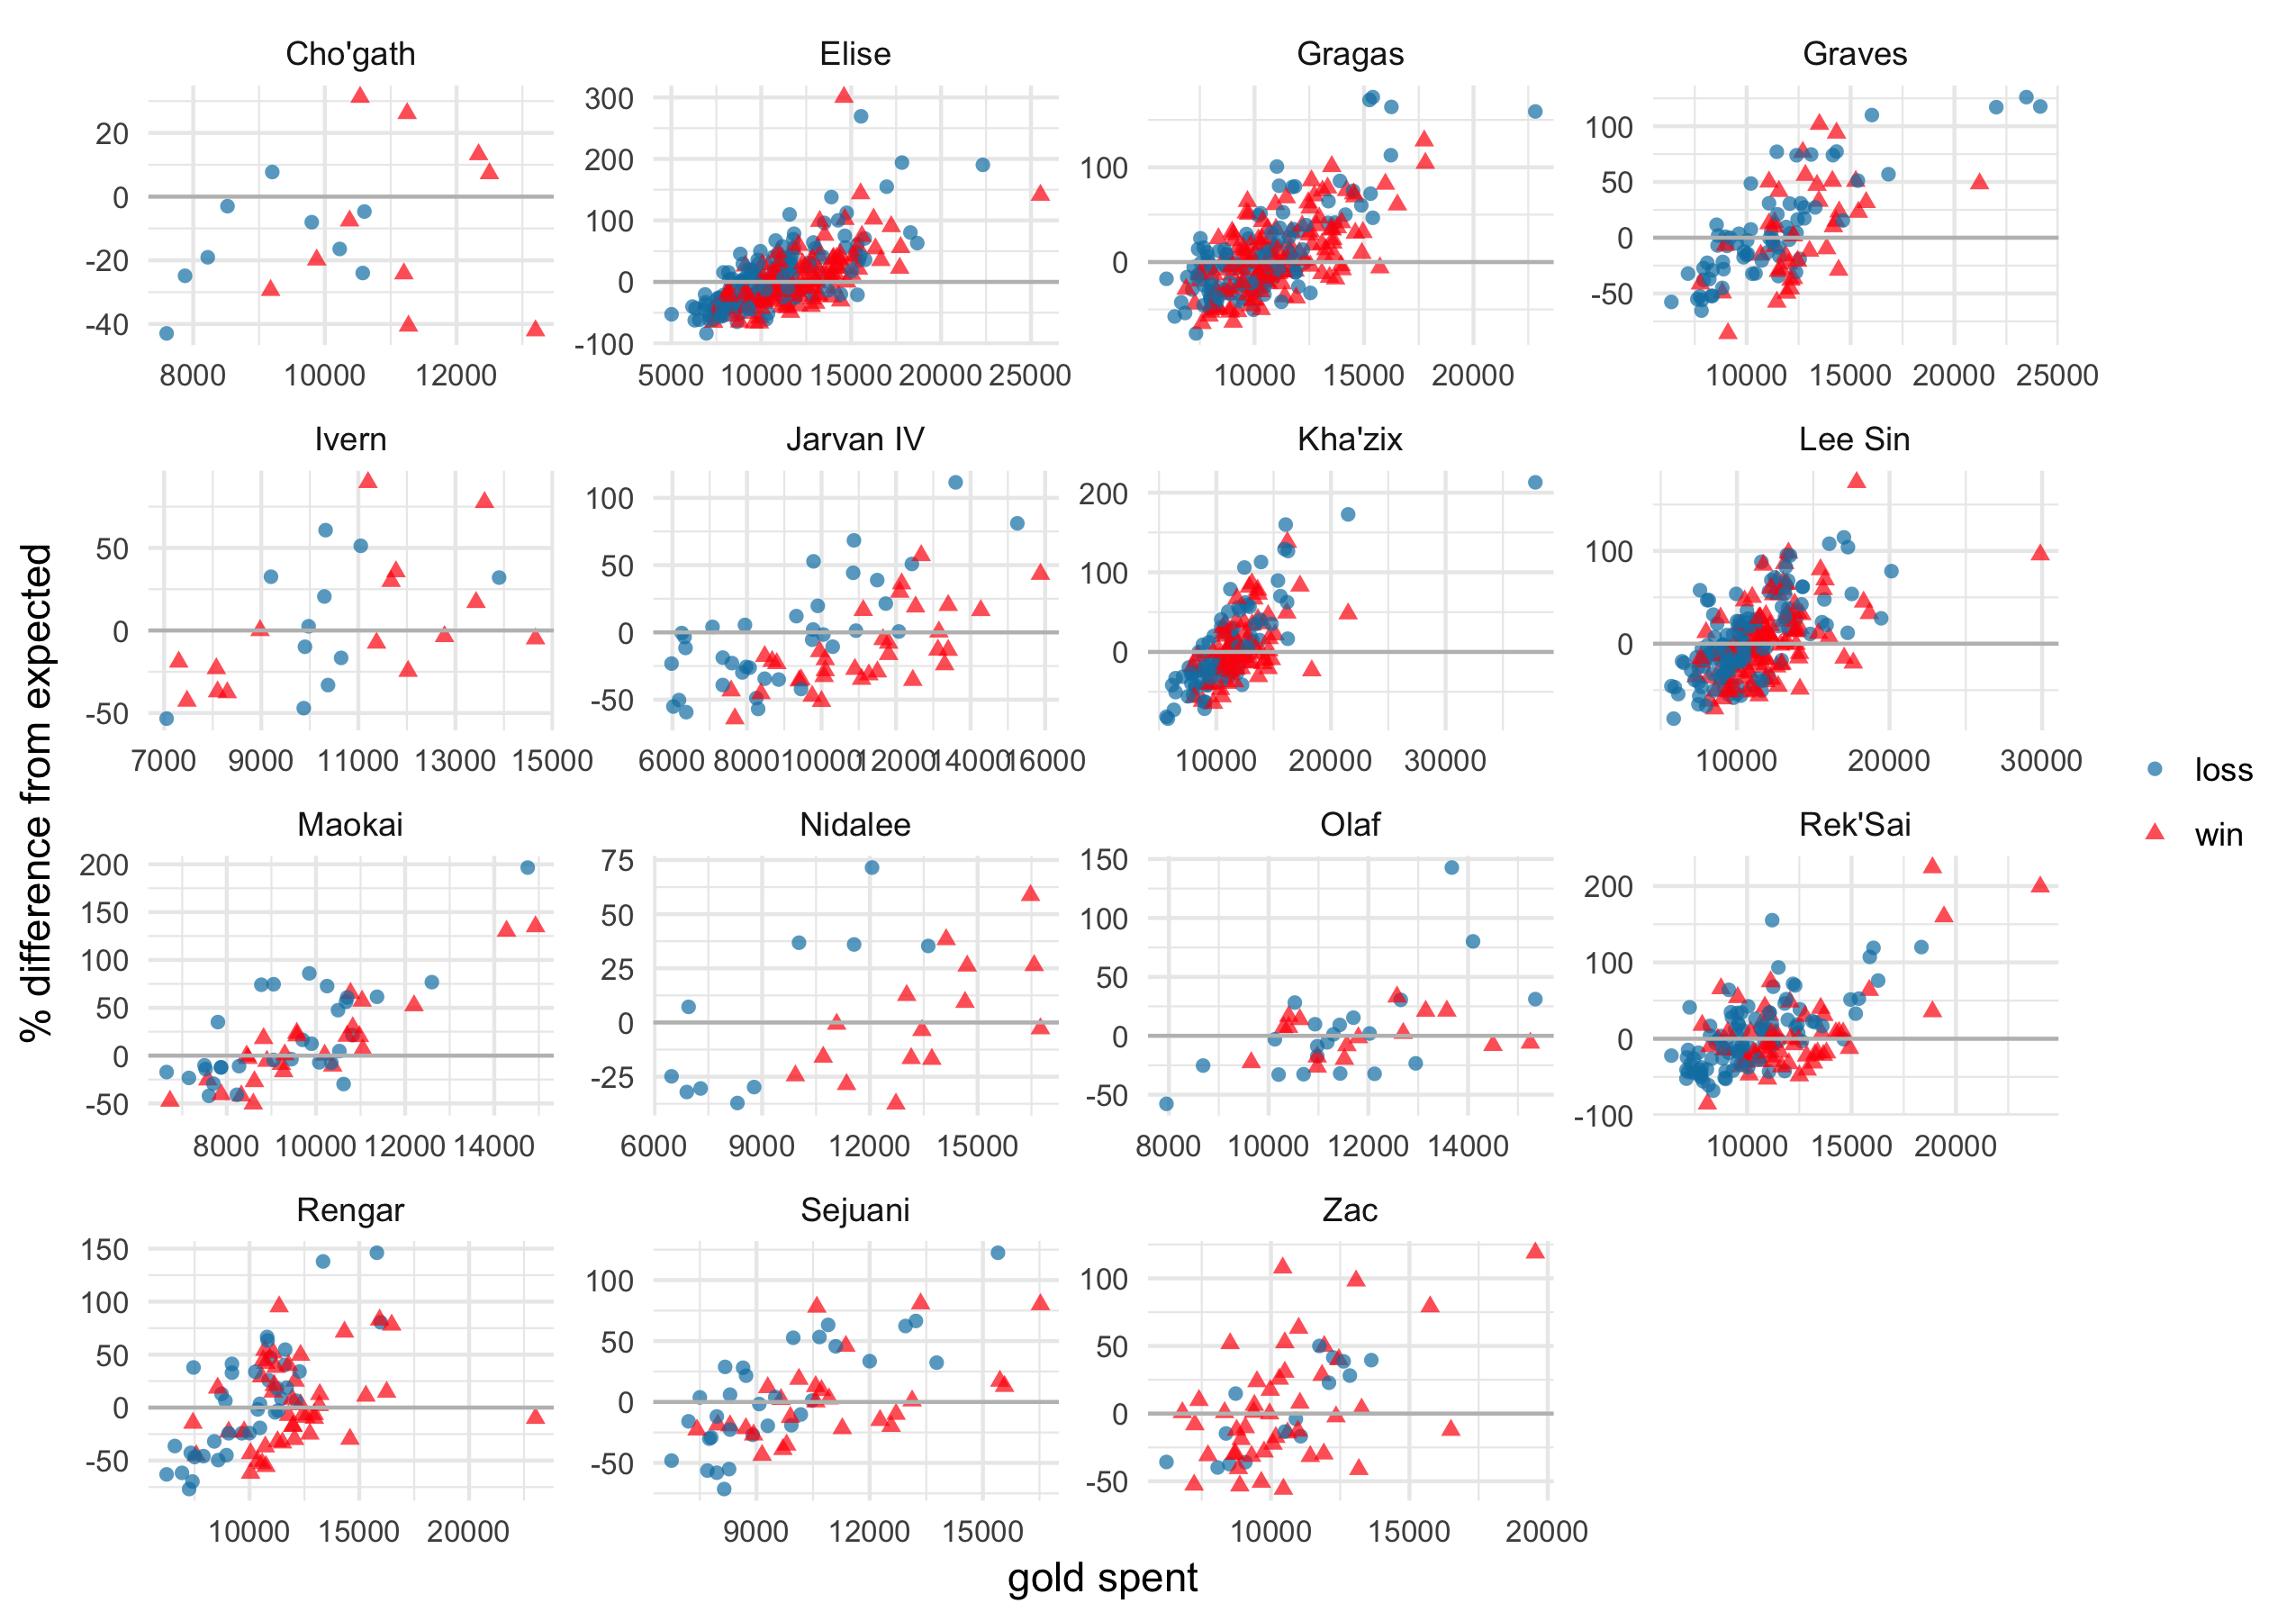 Cho'gath
Elise
Gragas
Graves
20
0
-20
-40
8000 10000 12000
300
200
100
0
-100
5000 10000 15000 20000 25000
100
0
10000 15000 20000
100
50
0
-50
10000 15000 20000 25000
Ivern
Jarvan IV
Kha'zix
Lee Sin
50
0
-50
7000 9000 11000 13000 15000
100
50
0
-50
6000 8000 10000 12000 14000 16000
200
100
0
10000 20000 30000
100
0
10000 20000 30000
Maokai
Nidalee
Olaf
Rek'Sai
200
150
100
50
0
-50
8000 10000 12000 14000
75
50
25
0
-25
6000 9000 12000 15000
150
100
50
0
-50
8000 10000 12000 14000
200
100
0
-100
10000 15000 20000
Rengar
Sejuani
Zac
150
100
50
0
-50
10000 15000 20000
100
50
0
-50
9000 12000 15000
100
50
0
-50
10000 15000 20000
% difference from expected
gold spent
loss
win